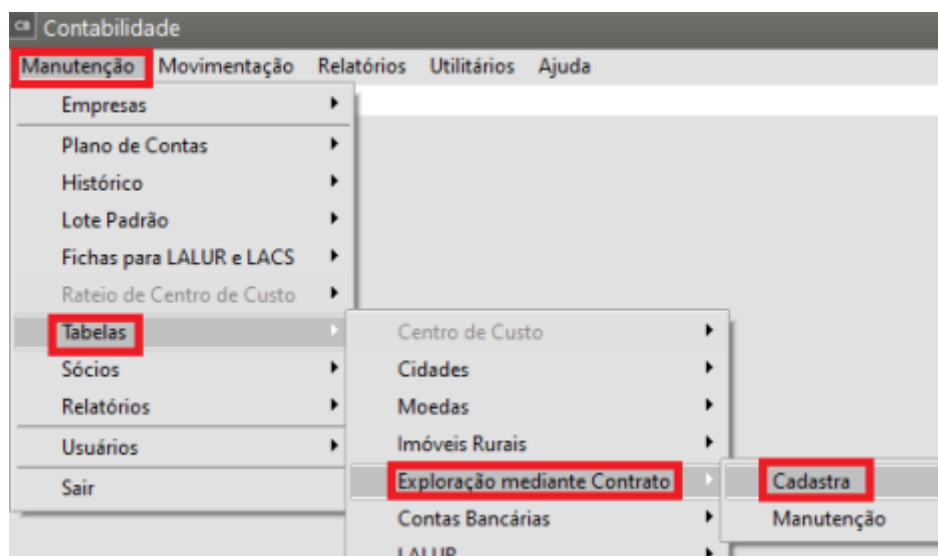 CB Contabilidade
Manutenção Movimentação Relatórios Utilitários Ajuda
Empresas
Plano de Contas
Histórico
Lote Padrão
Fichas para LALUR e LACS
Rateio de Centro de Custo
Tabelas
Sócios
Relatórios
Usuários
Sair
Centro de Custo
Cidades
Moedas
Imóveis Rurais
Exploração mediante Contrato
Contas Bancárias
LALUR
Cadastra
Manutenção